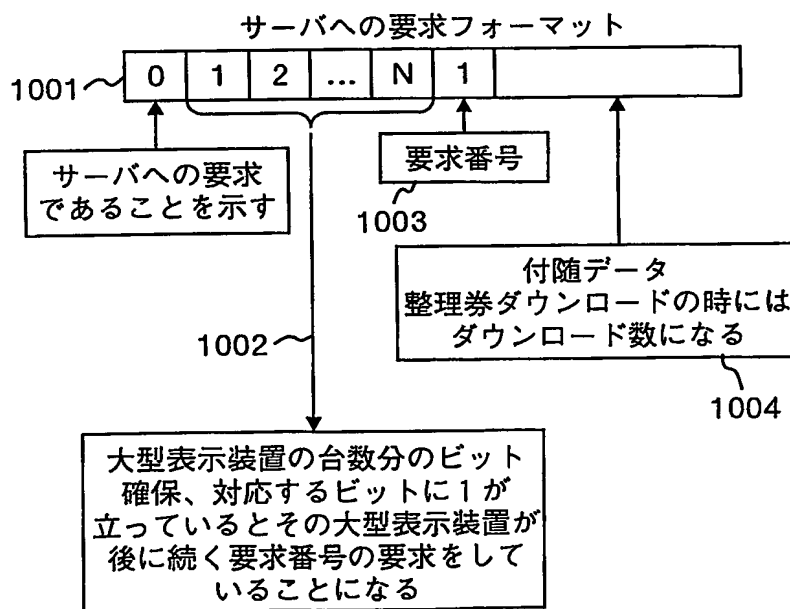 サーバへの要求フォーマット
1001
0 1 2 ... N 1
サーバへの要求
であることを示す
要求番号
1003
1002
付随データ
整理券ダウンロードの時には
ダウンロード数になる
1004
大型表示装置の台数分のビット
確保、対応するビットに1が
立っているとその大型表示装置が
後に続く要求番号の要求をして
いることになる